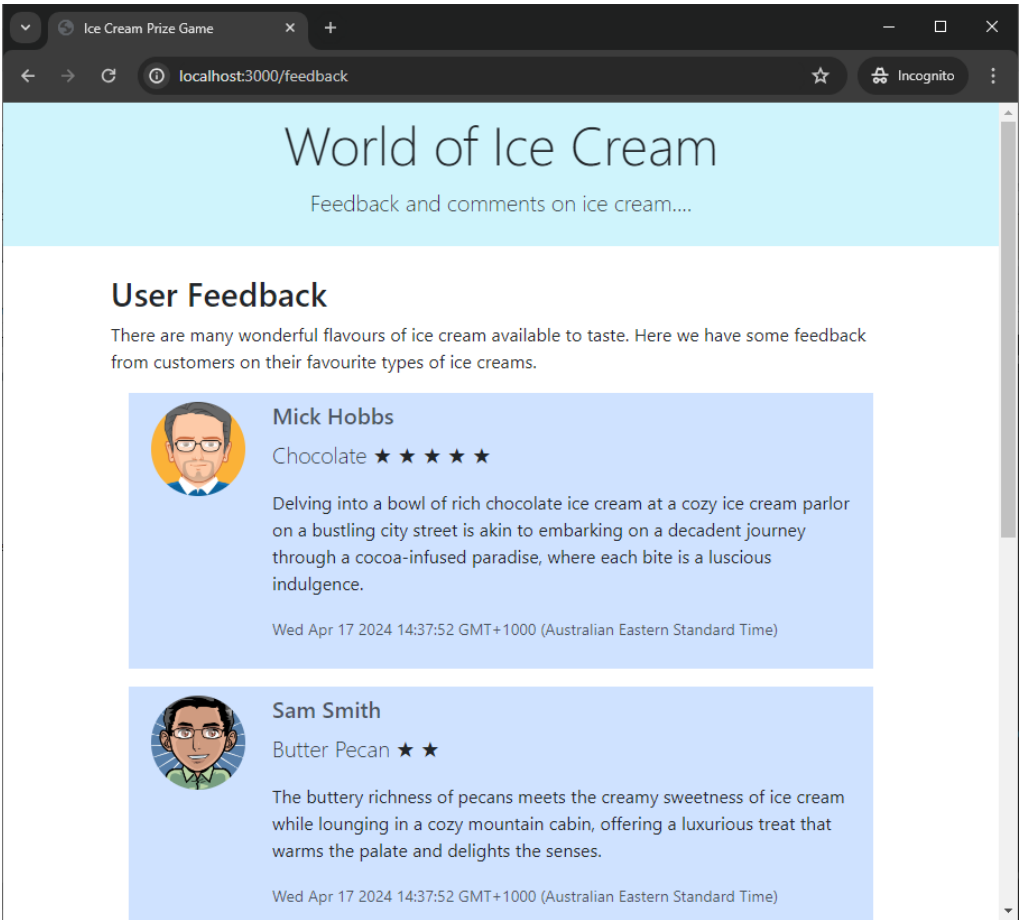 Ice Cream Prize Game
localhost:3000/feedback
Incognito
World of Ice Cream
Feedback and comments on ice cream....
User Feedback
There are many wonderful flavours of ice cream available to taste. Here we have some feedback
from customers on their favourite types of ice creams.
Mick Hobbs
Chocolate ★ ★ ★ ★ ★
Delving into a bowl of rich chocolate ice cream at a cozy ice cream parlor
on a bustling city street is akin to embarking on a decadent journey
through a cocoa-infused paradise, where each bite is a luscious
indulgence.
Wed Apr 17 2024 14:37:52 GMT+1000 (Australian Eastern Standard Time)
Sam Smith
Butter Pecan ★ ★
The buttery richness of pecans meets the creamy sweetness of ice cream
while lounging in a cozy mountain cabin, offering a luxurious treat that
warms the palate and delights the senses.
Wed Apr 17 2024 14:37:52 GMT+1000 (Australian Eastern Standard Time)